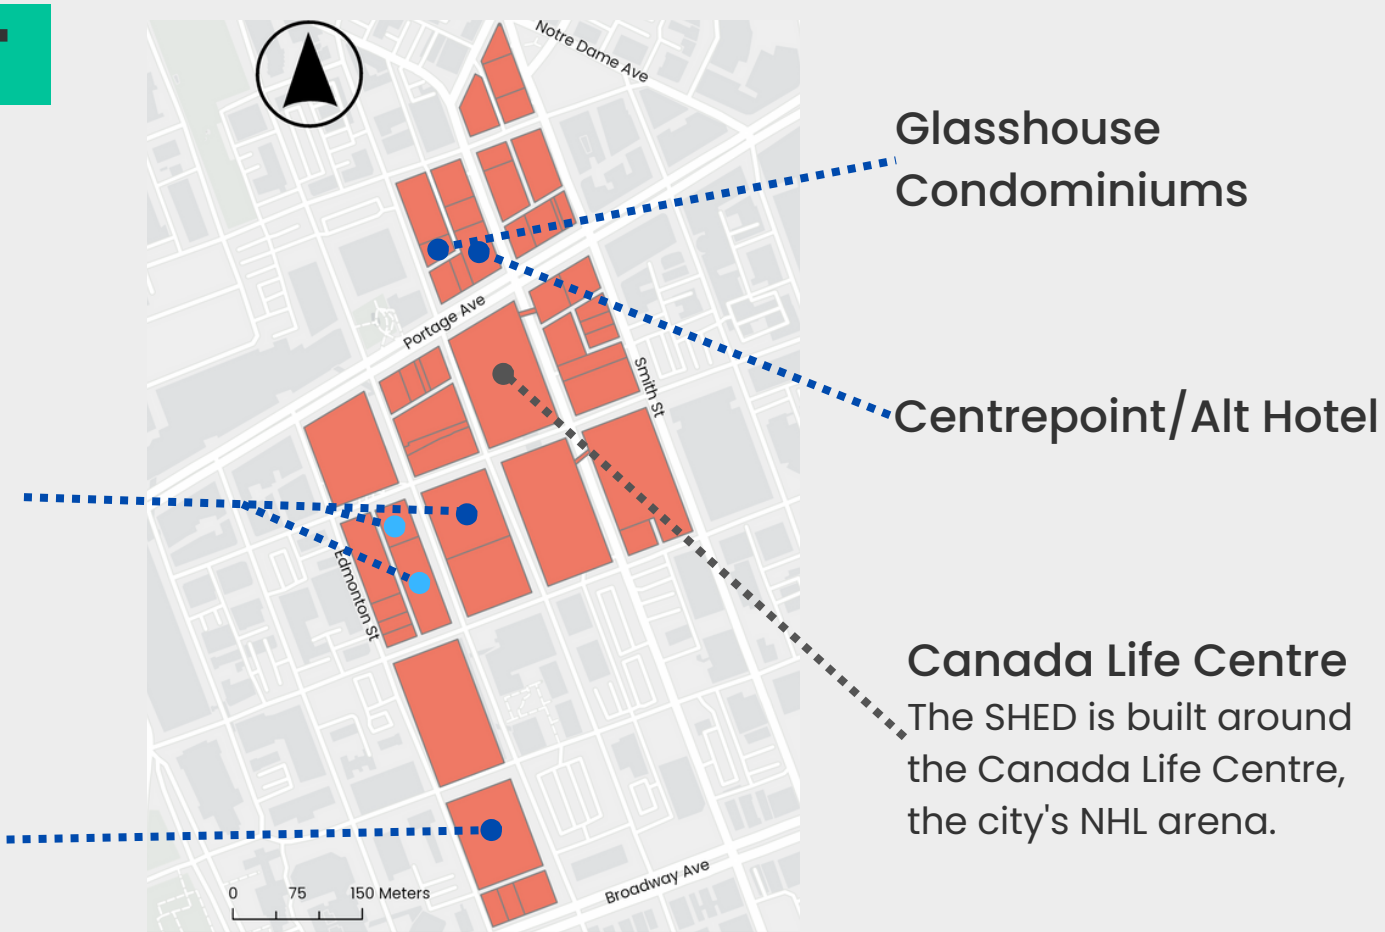 Notre Dame Ave
Glasshouse
Condominiums
Portage Ave
Smith St
Centrepoint/Alt Hotel
Edmonton St
Canada Life Centre
The SHED is built around
the Canada Life Centre,
the city's NHL arena.
Broadway Ave
0 75 150 Meters